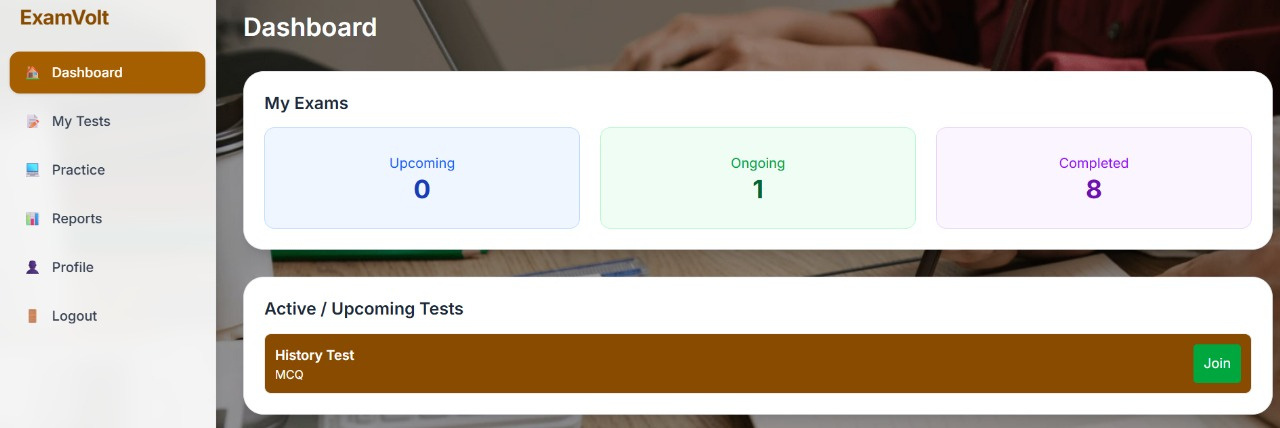 ExamVolt
Dashboard
My Tests
Practice
Reports
Profile
Logout
Dashboard
My Exams
Upcoming
0
Ongoing
1
Completed
8
Active / Upcoming Tests
History Test
MCQ
Join